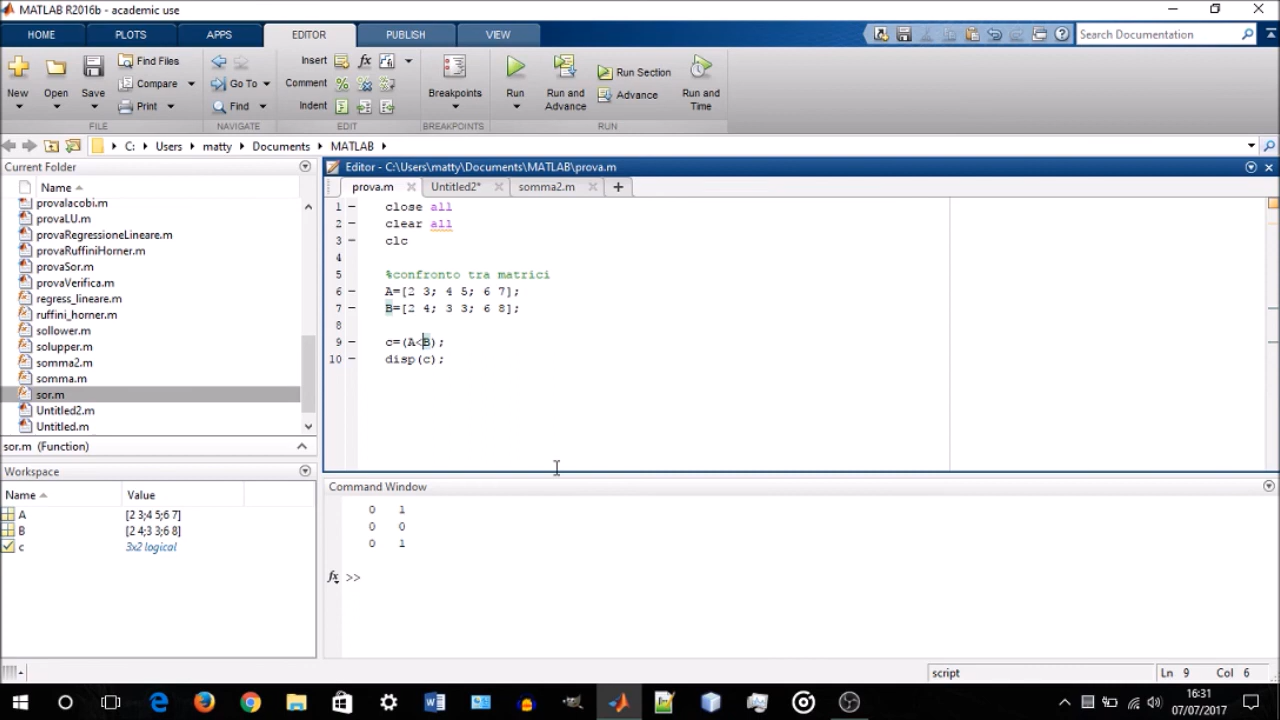 MATLAB R2016b - academic use
HOME PLOTS APPS EDITOR PUBLISH VIEW Search Documentation
New Open Save Find Files Compare Print
FILE
Go To Find
NAVIGATE
Insert fx
Comment
Indent
EDIT
Breakpoints
BREAKPOINTS
Run Run and Advance Run Section Advance Run and Time
RUN
C: Users matty Documents MATLAB
Current Folder
Name
provaIacobi.m
provaLU.m
provaRegressioneLineare.m
provaRuffiniHorner.m
provaSor.m
provaVerifica.m
regress_lineare.m
ruffini_horner.m
sollower.m
solupper.m
somma2.m
somma.m
sor.m
Untitled2.m
Untitled.m
sor.m (Function)
Workspace
Name Value
A [2 3;4 5;6 7]
B [2 4;3 3;6 8]
c 3x2 logical
Editor - C:\Users\matty\Documents\MATLAB\prova.m
prova.m Untitled2* somma2.m
1 close all
2 clear all
3 clc
4
5 %confronto tra matrici
6 A=[2 3; 4 5; 6 7];
7 B=[2 4; 3 3; 6 8];
8
9 c=(A<B);
10 disp(c);
Command Window
0 1
0 0
0 1
fx >>
script Ln 9 Col 6
16:31
07/07/2017